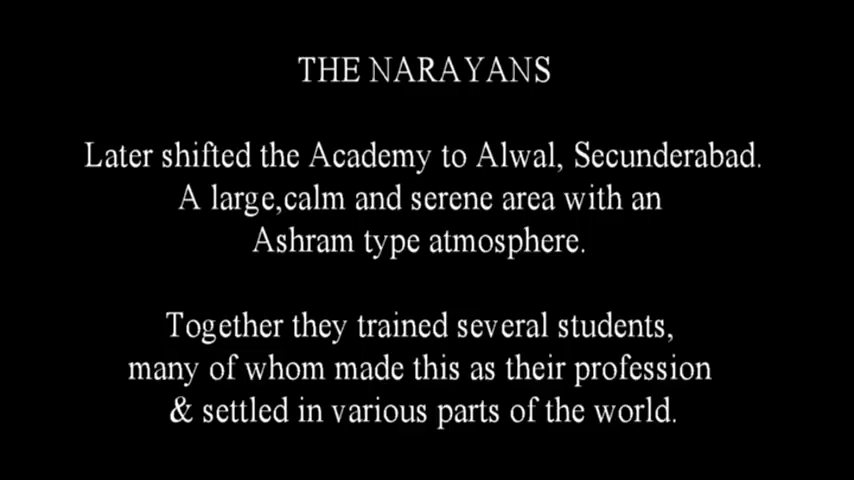 THE NARAYANS
Later shifted the Academy to Alwal, Secunderabad.
A large,calm and serene area with an
Ashram type atmosphere.
Together they trained several students,
many of whom made this as their profession
& settled in various parts of the world.